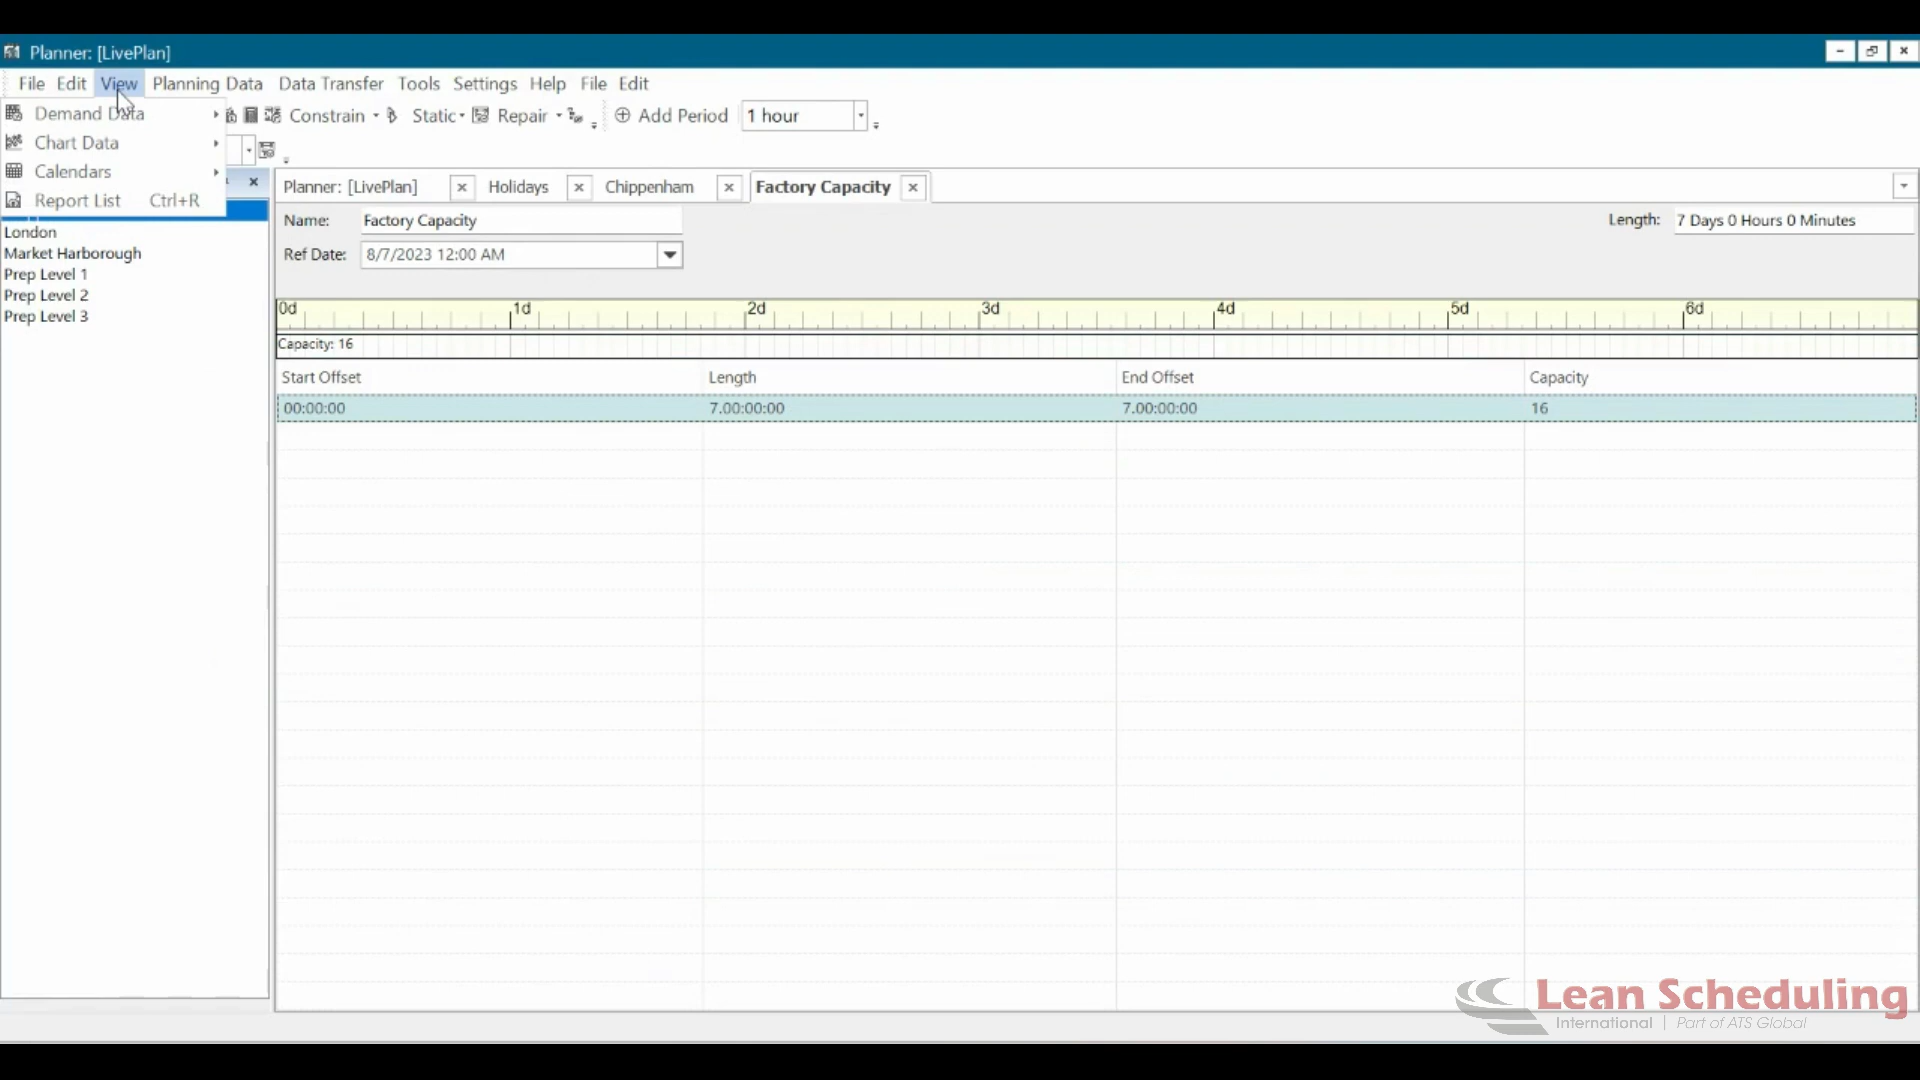 Planner: [LivePlan]
File Edit View Planning Data Data Transfer Tools Settings Help File Edit
Demand Data
Constrain Static Repair Add Period 1 hour
Chart Data
Calendars
Report List Ctrl+R
Planner: [LivePlan] Holidays Chippenham Factory Capacity
Name: Factory Capacity Length: 7 Days 0 Hours 0 Minutes
London
Market Harborough
Ref Date: 8/7/2023 12:00 AM
Prep Level 1
Prep Level 2
Prep Level 3
0d 1d 2d 3d 4d 5d 6d
Capacity: 16
Start Offset Length End Offset Capacity
00:00:00 7.00:00:00 7.00:00:00 16
Lean Scheduling
International | Part of ATS Global